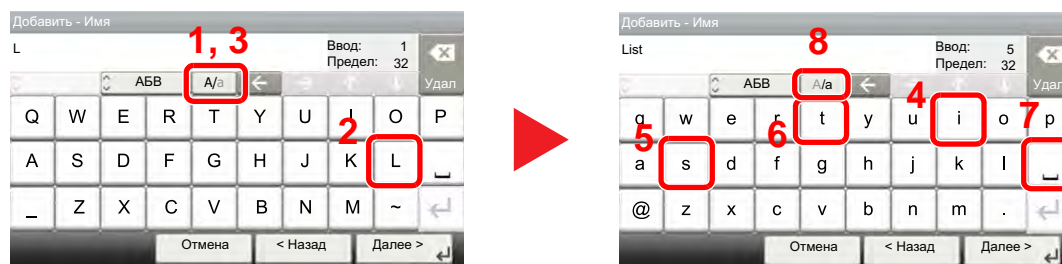 Добавить - Имя
L
1, 3
Ввод: 1
Предел: 32
АБВ
A/a
Удал
Q W E R T Y U I O P
2
A S D F G H J K L
_ Z X C V B N M ~
Отмена
< Назад
Далее >
Добавить - Имя
List
8
Ввод: 5
Предел: 32
АБВ
A/a
Удал
4
7
q w e r t y u i o p
5
6
a s d f g h j k l
@ z x c v b n m .
Отмена
< Назад
Далее >